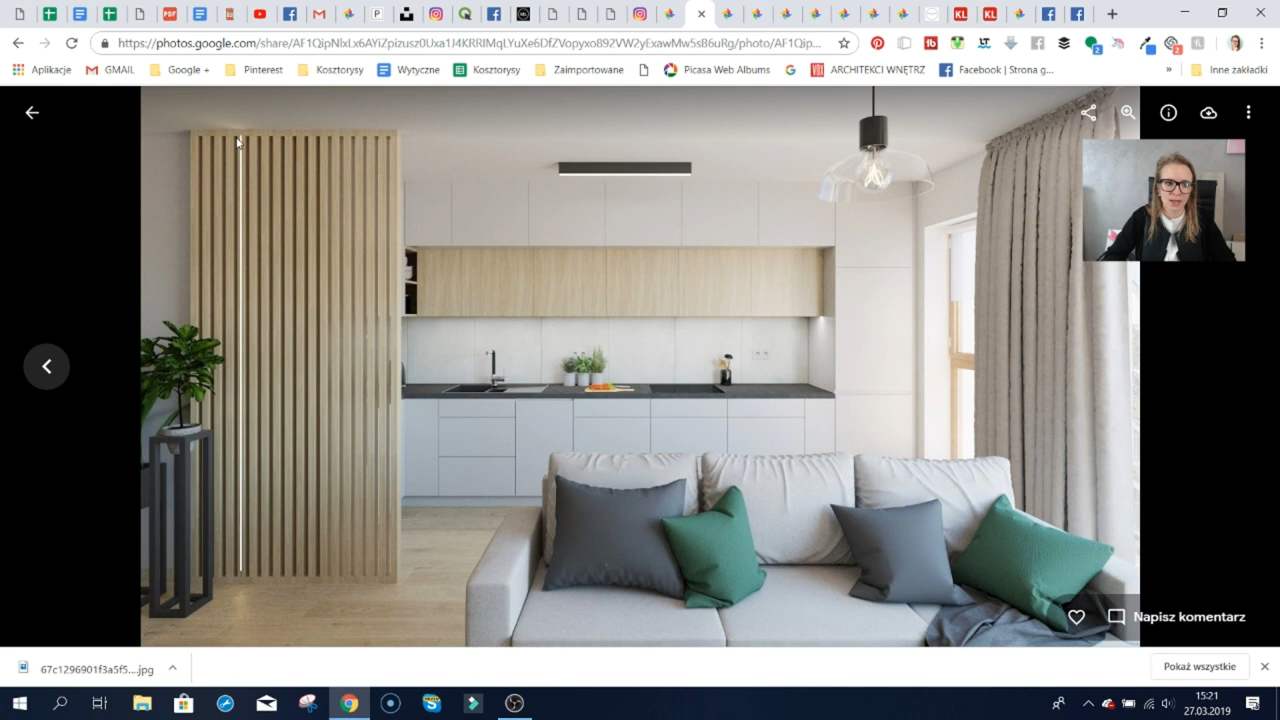 https://photos.google.com/share/AF1QipNlxLx6AYiZpizusz0Uxa1J4KRRIMqLYuXe6DfZVopyxo892VW2yExawMw5sB6uRg/photo/AF1Qip...
Aplikacje GMAIL Google + Pinterest Kosztorysy Wytyczne Kosztorysy Zaimportowane Picasa Web Albums ARCHITEKCI WNĘTRZ Facebook | Strona g... » Inne zakładki
Napisz komentarz
67c1296901f3a5f5....jpg
Pokaż wszystkie
15:21
27.03.2019